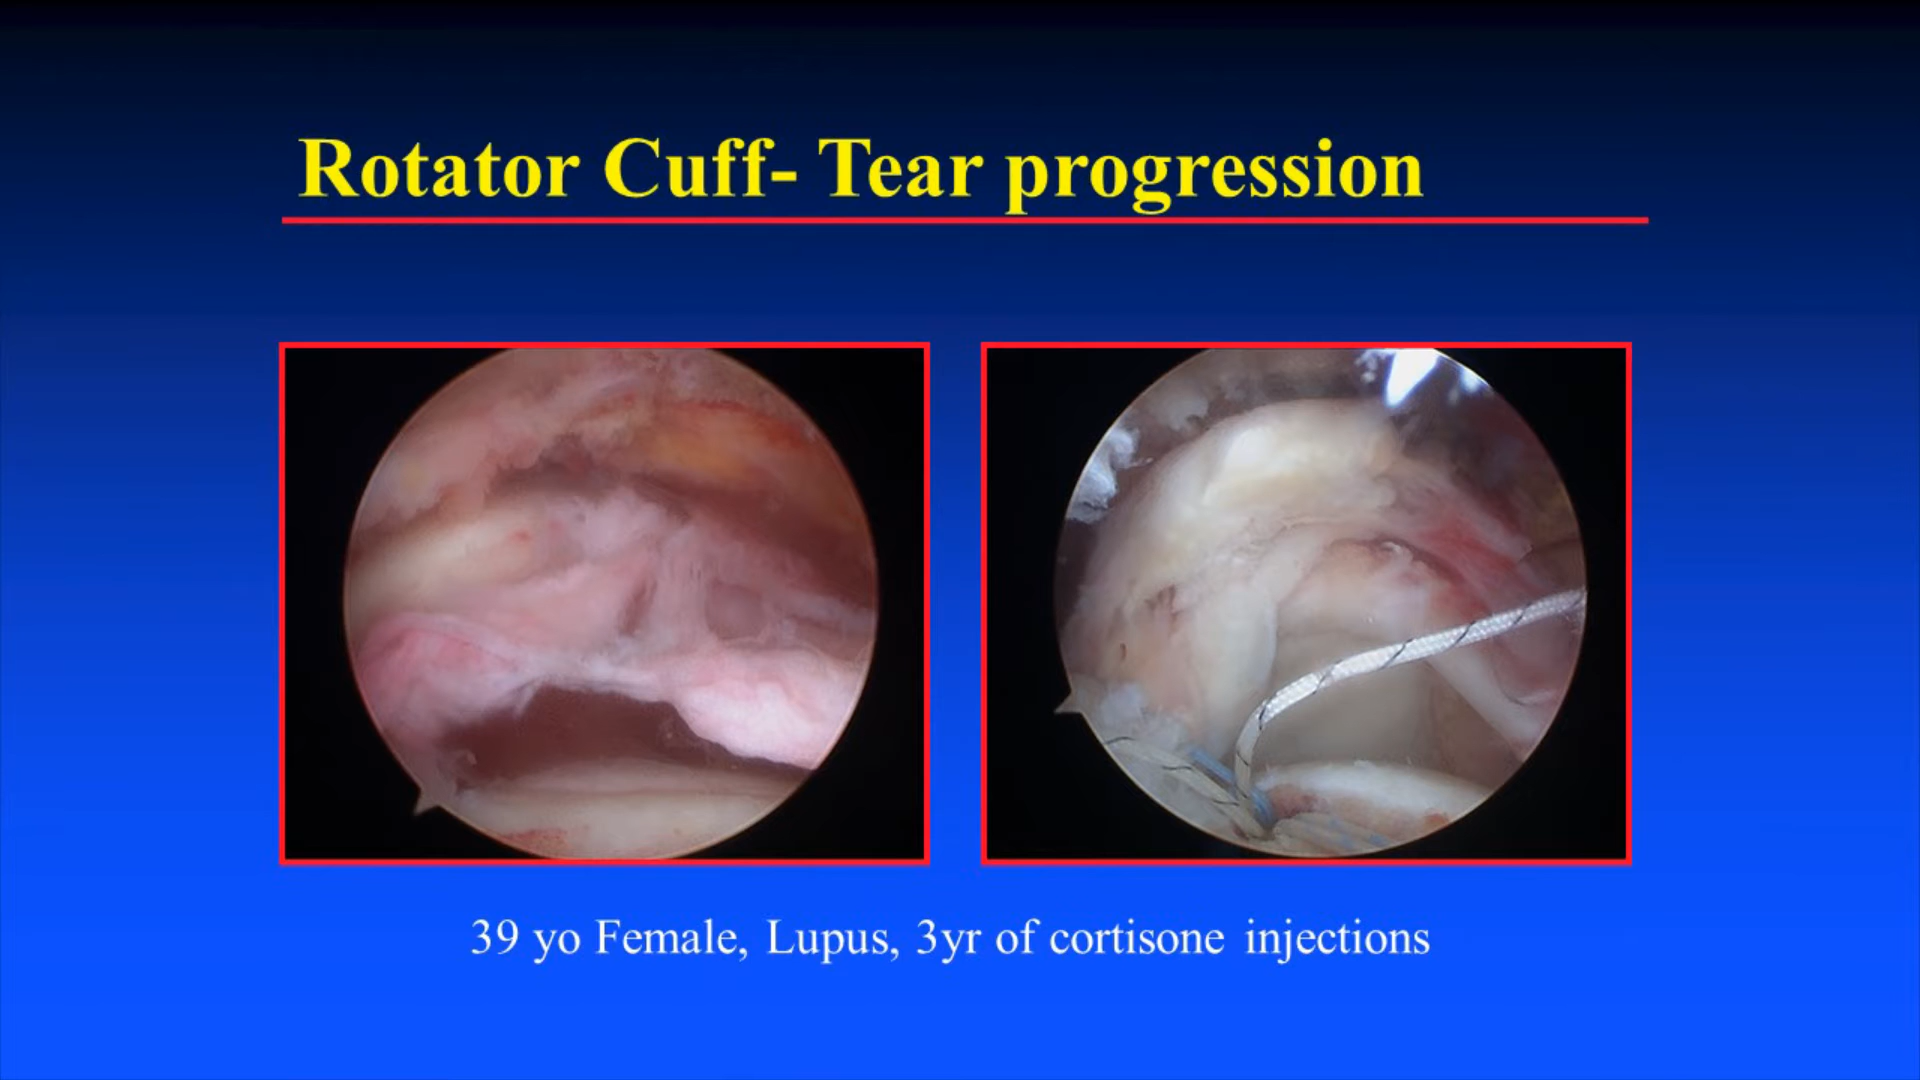 Rotator Cuff- Tear progression
39 yo Female, Lupus, 3yr of cortisone injections